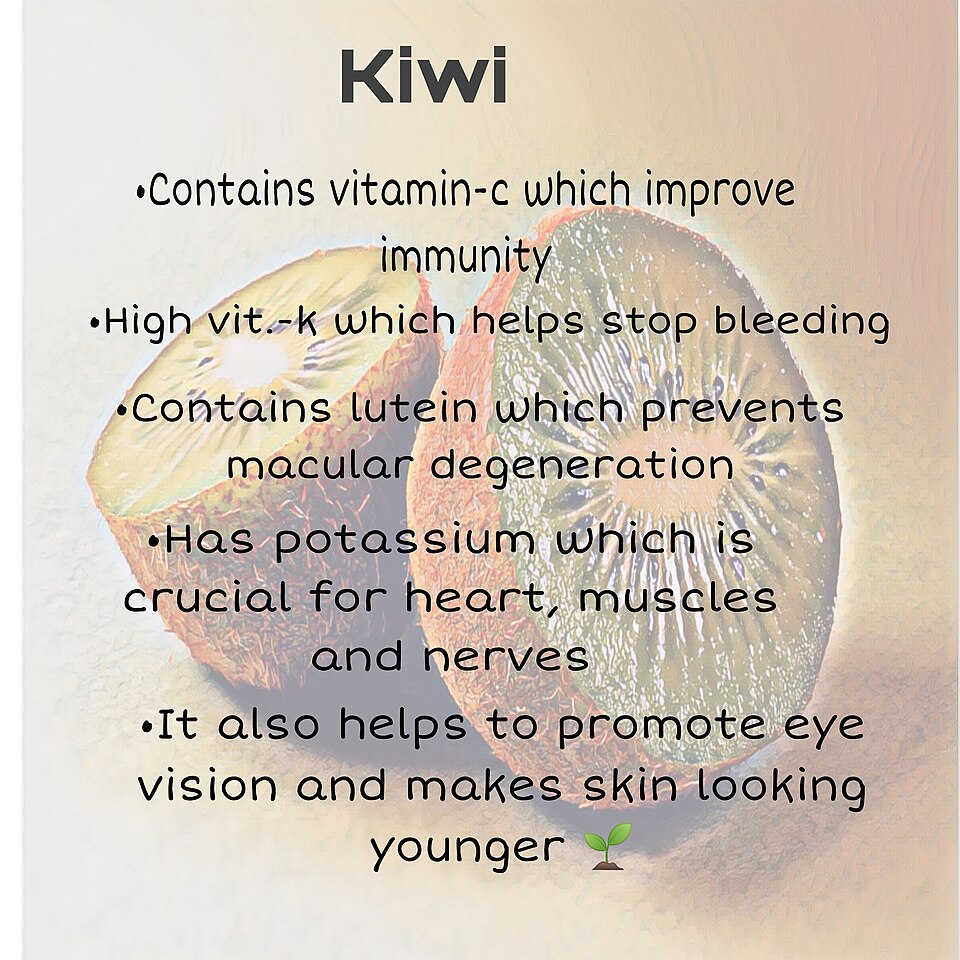 Kiwi
•Contains vitamin-c which improve
immunity
•High vit.-k which helps stop bleeding
•Contains lutein which prevents
macular degeneration
•Has potassium which is
crucial for heart, muscles
and nerves
•It also helps to promote eye
vision and makes skin looking
younger 🌱